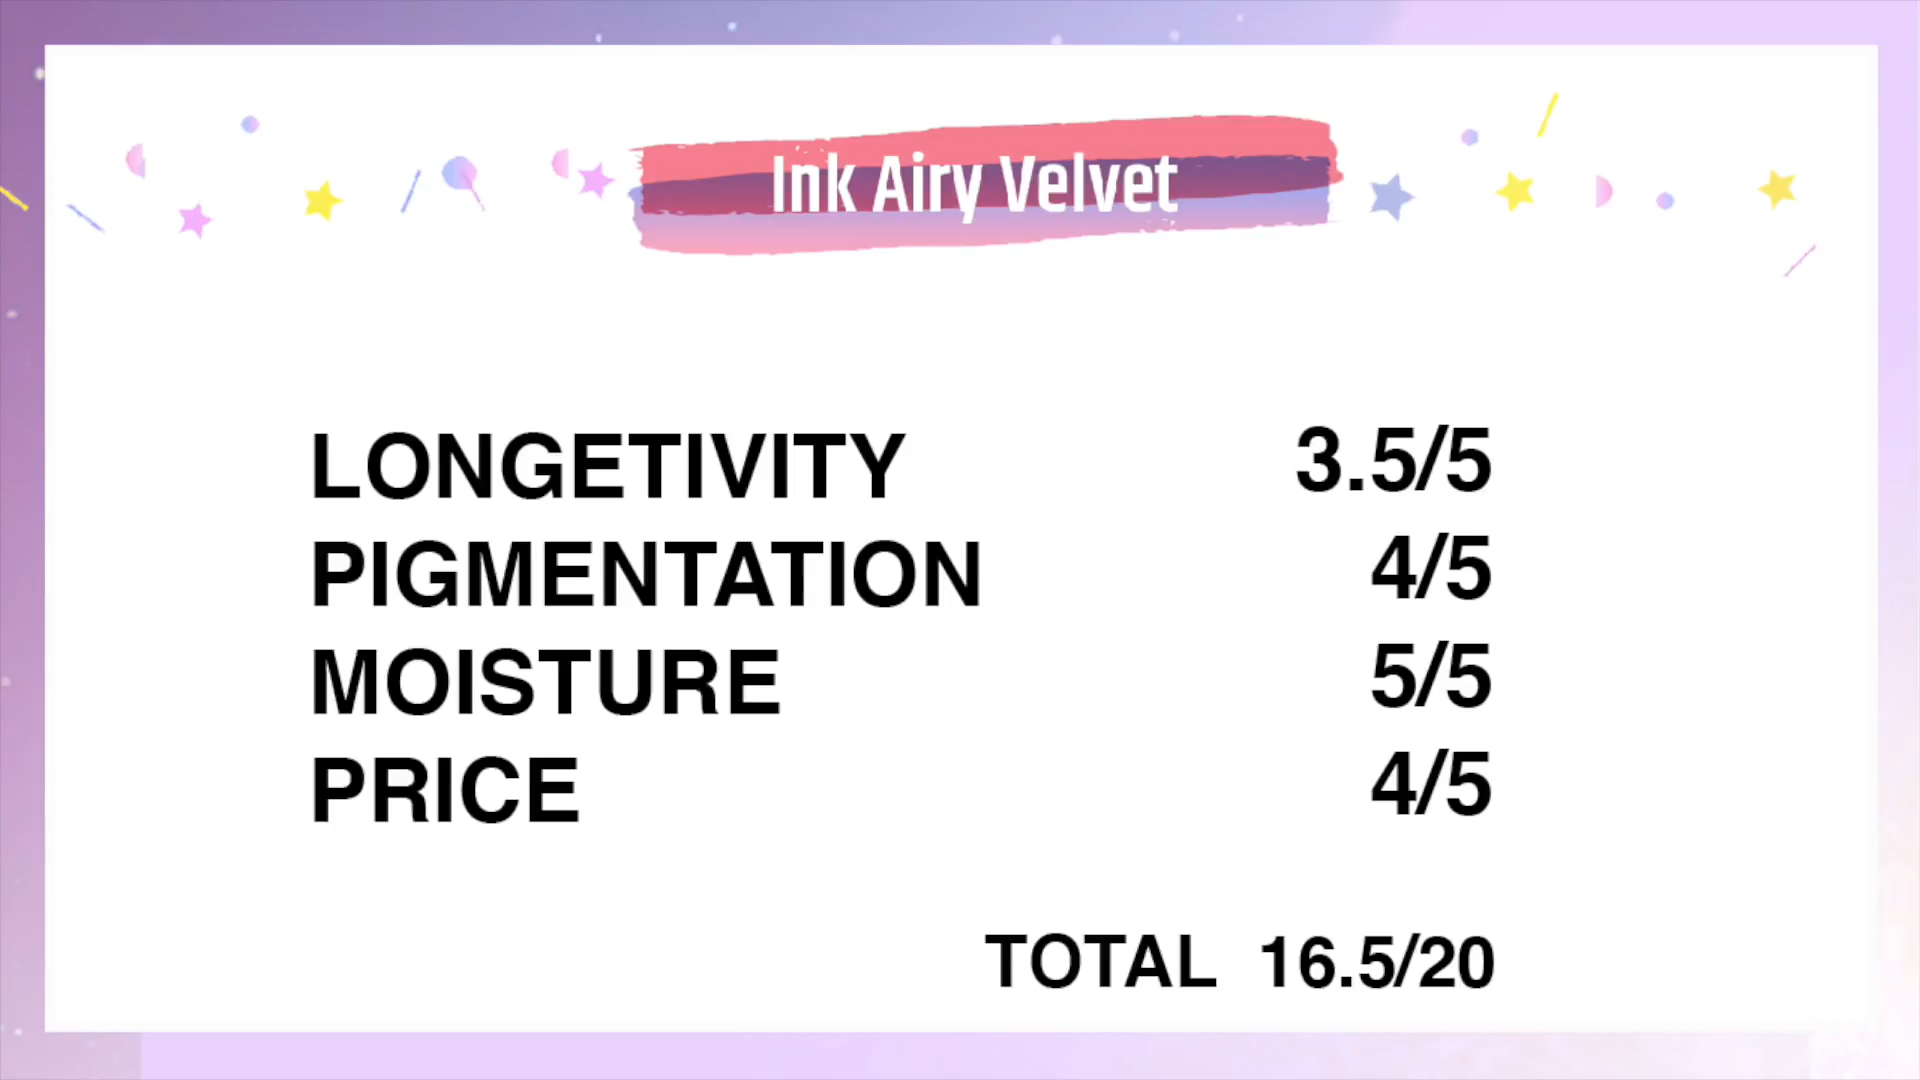 Ink Airy Velvet
LONGETIVITY 3.5/5
PIGMENTATION 4/5
MOISTURE 5/5
PRICE 4/5
TOTAL 16.5/20